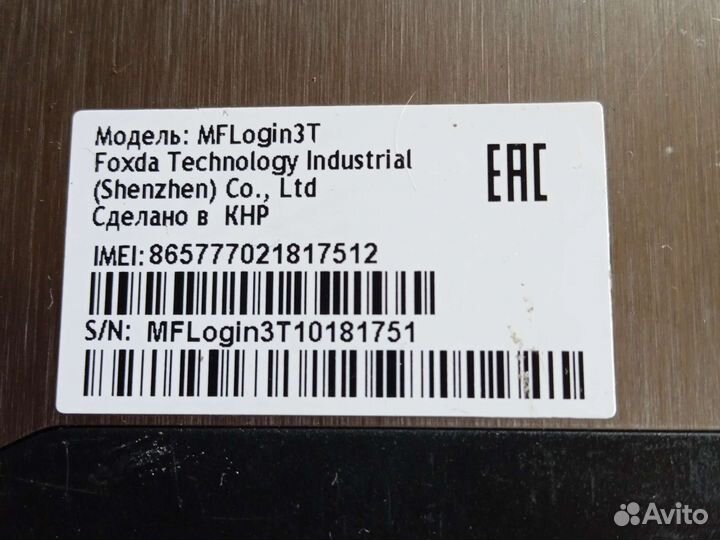 Модель: MFLogin3T
Foxda Technology Industrial
(Shenzhen) Co., Ltd
Сделано в КНР
EAC
IMEI: 865777021817512
S/N: MFLogin3T10181751
Avito